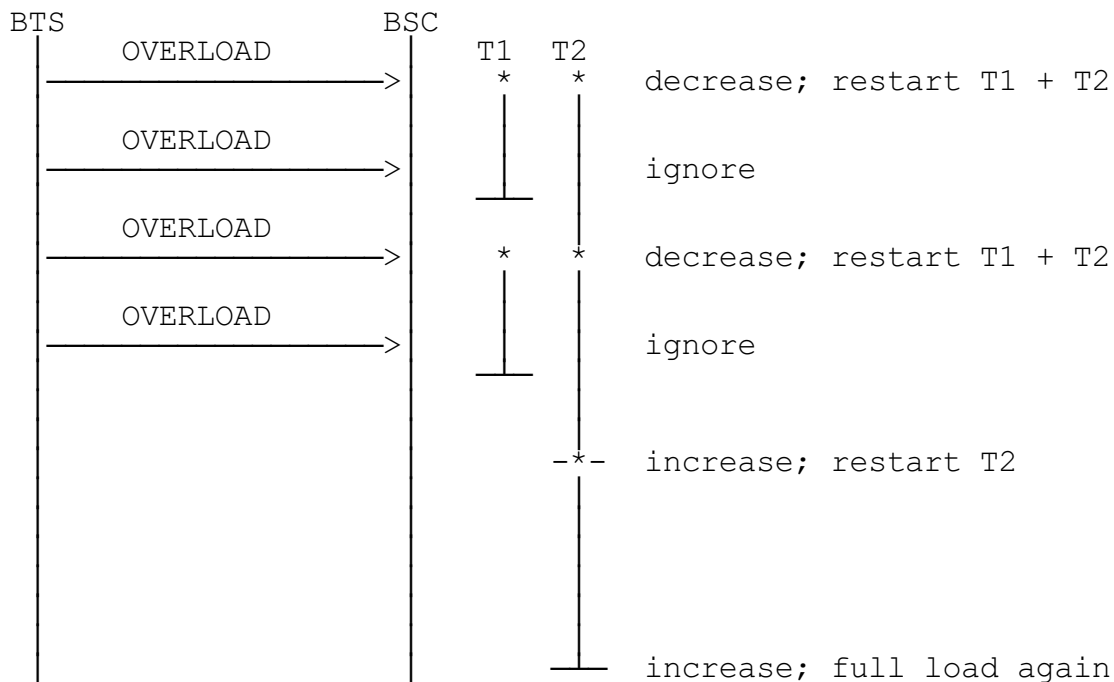 BTS BSC
OVERLOAD T1 T2
* * decrease; restart T1 + T2
OVERLOAD
ignore
OVERLOAD
* * decrease; restart T1 + T2
OVERLOAD
ignore
-*- increase; restart T2
increase; full load again